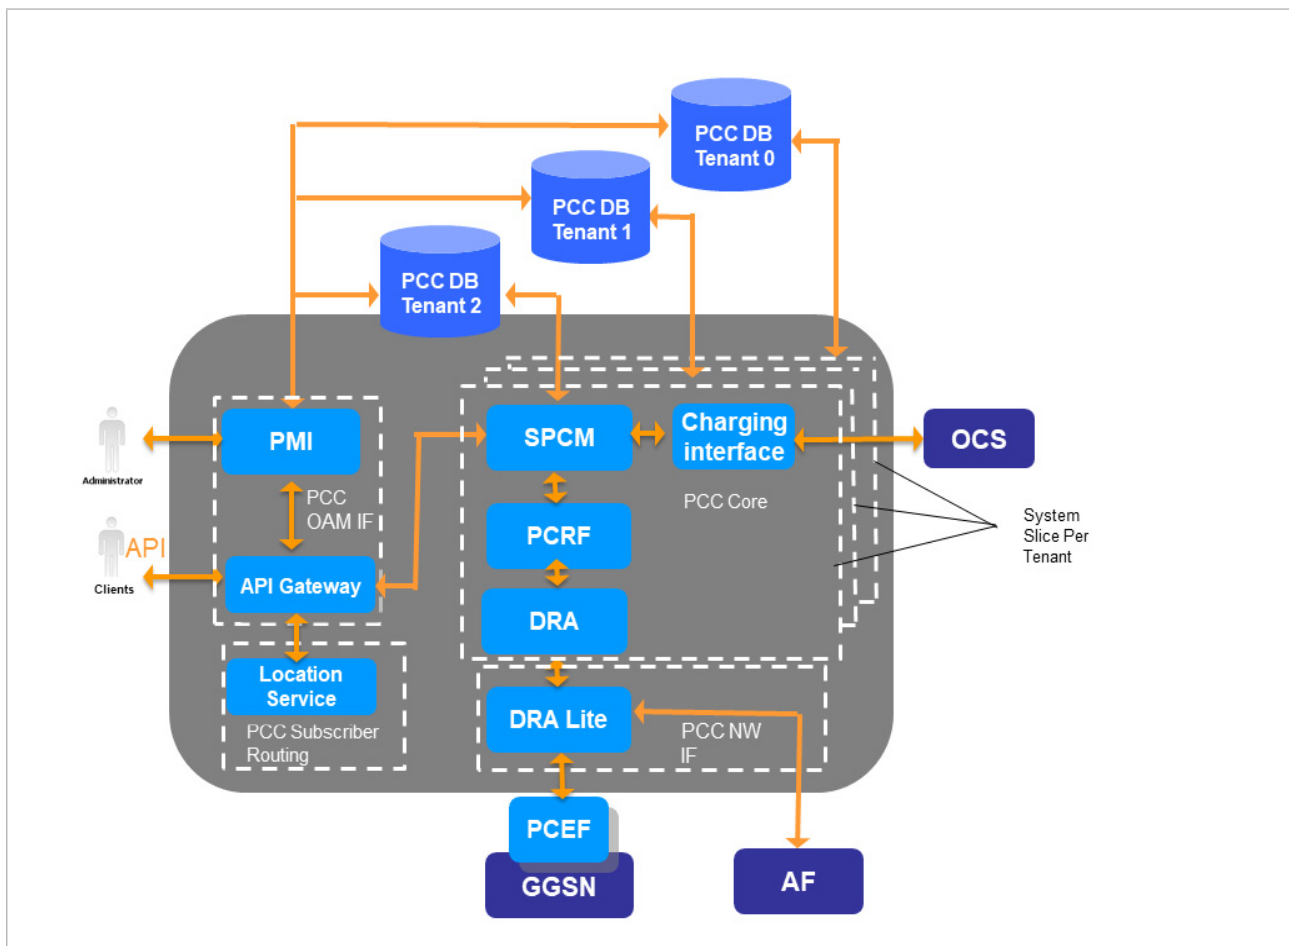 PCC DB
Tenant 0
PCC DB
Tenant 1
PCC DB
Tenant 2
PMI
SPCM
Charging
interface
OCS
Administrator
PCC
OAM IF
PCC Core
PCRF
System
Slice Per
Tenant
API
Clients
API Gateway
DRA
Location
Service
PCC Subscriber
Routing
DRA Lite
PCC NW
IF
PCEF
GGSN
AF